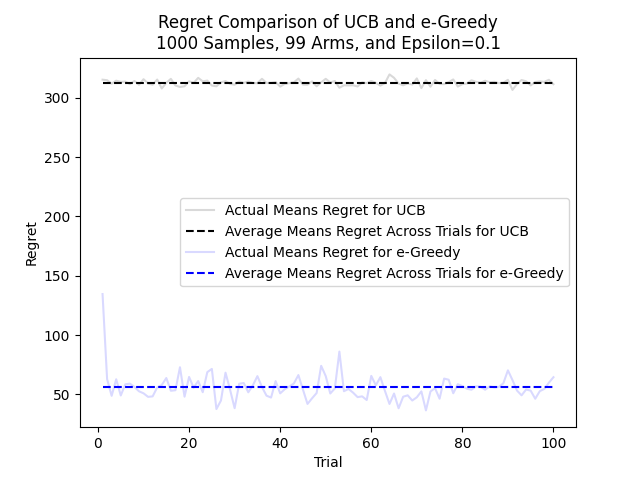 Regret Comparison of UCB and e-Greedy
1000 Samples, 99 Arms, and Epsilon=0.1
300
250
200
150
100
50
Regret
Actual Means Regret for UCB
Average Means Regret Across Trials for UCB
Actual Means Regret for e-Greedy
Average Means Regret Across Trials for e-Greedy
0 20 40 60 80 100
Trial